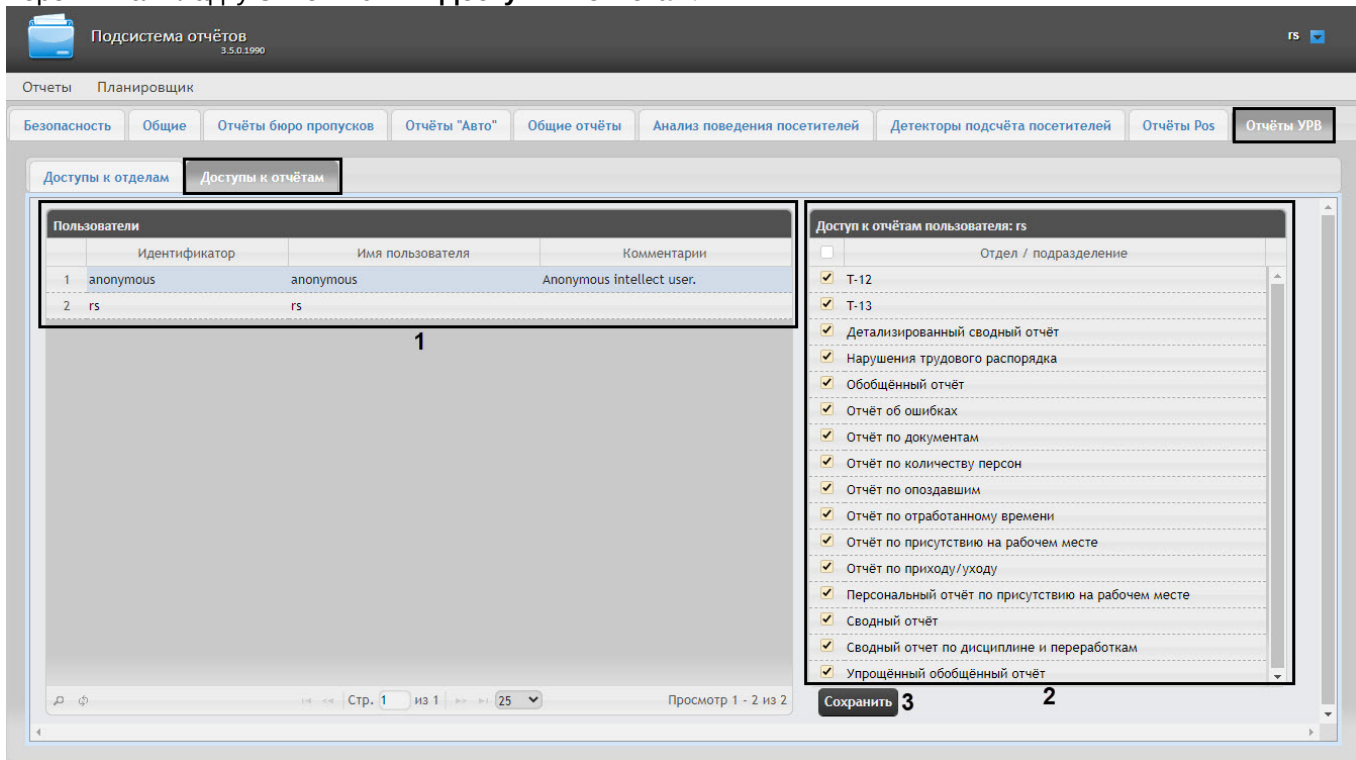 Подсистема отчётов
3.5.0.1990
rs
Отчеты Планировщик
Безопасность Общие Отчёты бюро пропусков Отчёты "Авто" Общие отчёты Анализ поведения посетителей Детекторы подсчёта посетителей Отчёты Pos Отчёты УРВ
Доступы к отделам Доступы к отчётам
Пользователи
Идентификатор Имя пользователя Комментарии
1 anonymous anonymous Anonymous intellect user.
2 rs rs
1
Стр. 1 из 1 25 Просмотр 1 - 2 из 2
Доступ к отчётам пользователя: rs
Отдел / подразделение
Т-12
Т-13
Детализированный сводный отчёт
Нарушения трудового распорядка
Обобщённый отчёт
Отчёт об ошибках
Отчёт по документам
Отчёт по количеству персон
Отчёт по опоздавшим
Отчёт по отработанному времени
Отчёт по присутствию на рабочем месте
Отчёт по приходу/уходу
Персональный отчёт по присутствию на рабочем месте
Сводный отчёт
Сводный отчет по дисциплине и переработкам
Упрощённый обобщённый отчёт
Сохранить 3 2